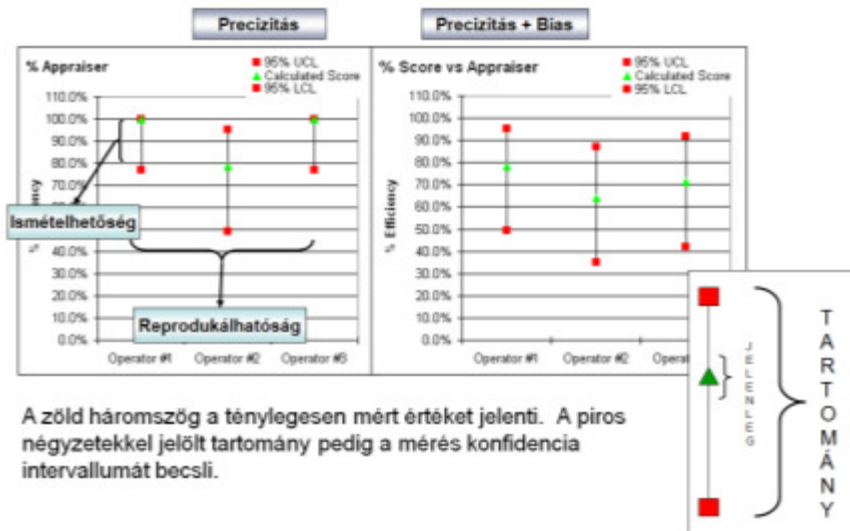 Precizitás
Precizitás + Bias
% Appraiser
95% UCL
Calculated Score
95% LCL
110.0%
100.0%
90.0%
80.0%
70.0%
40.0%
30.0%
20.0%
10.0%
0.0%
Ismételhetőség
Reprodukálhatóság
Operator #1
Operator #2
Operator #3
% Score vs Appraiser
95% UCL
Calculated Score
95% LCL
% Efficiency
110.0%
100.0%
90.0%
80.0%
70.0%
60.0%
50.0%
40.0%
30.0%
20.0%
10.0%
0.0%
Operator #1
Operator #2
JELENLEG
TARTOMÁNY
A zöld háromszög a ténylegesen mért értéket jelenti. A piros
négyzetekkel jelölt tartomány pedig a mérés konfidencia
intervallumát becsli.